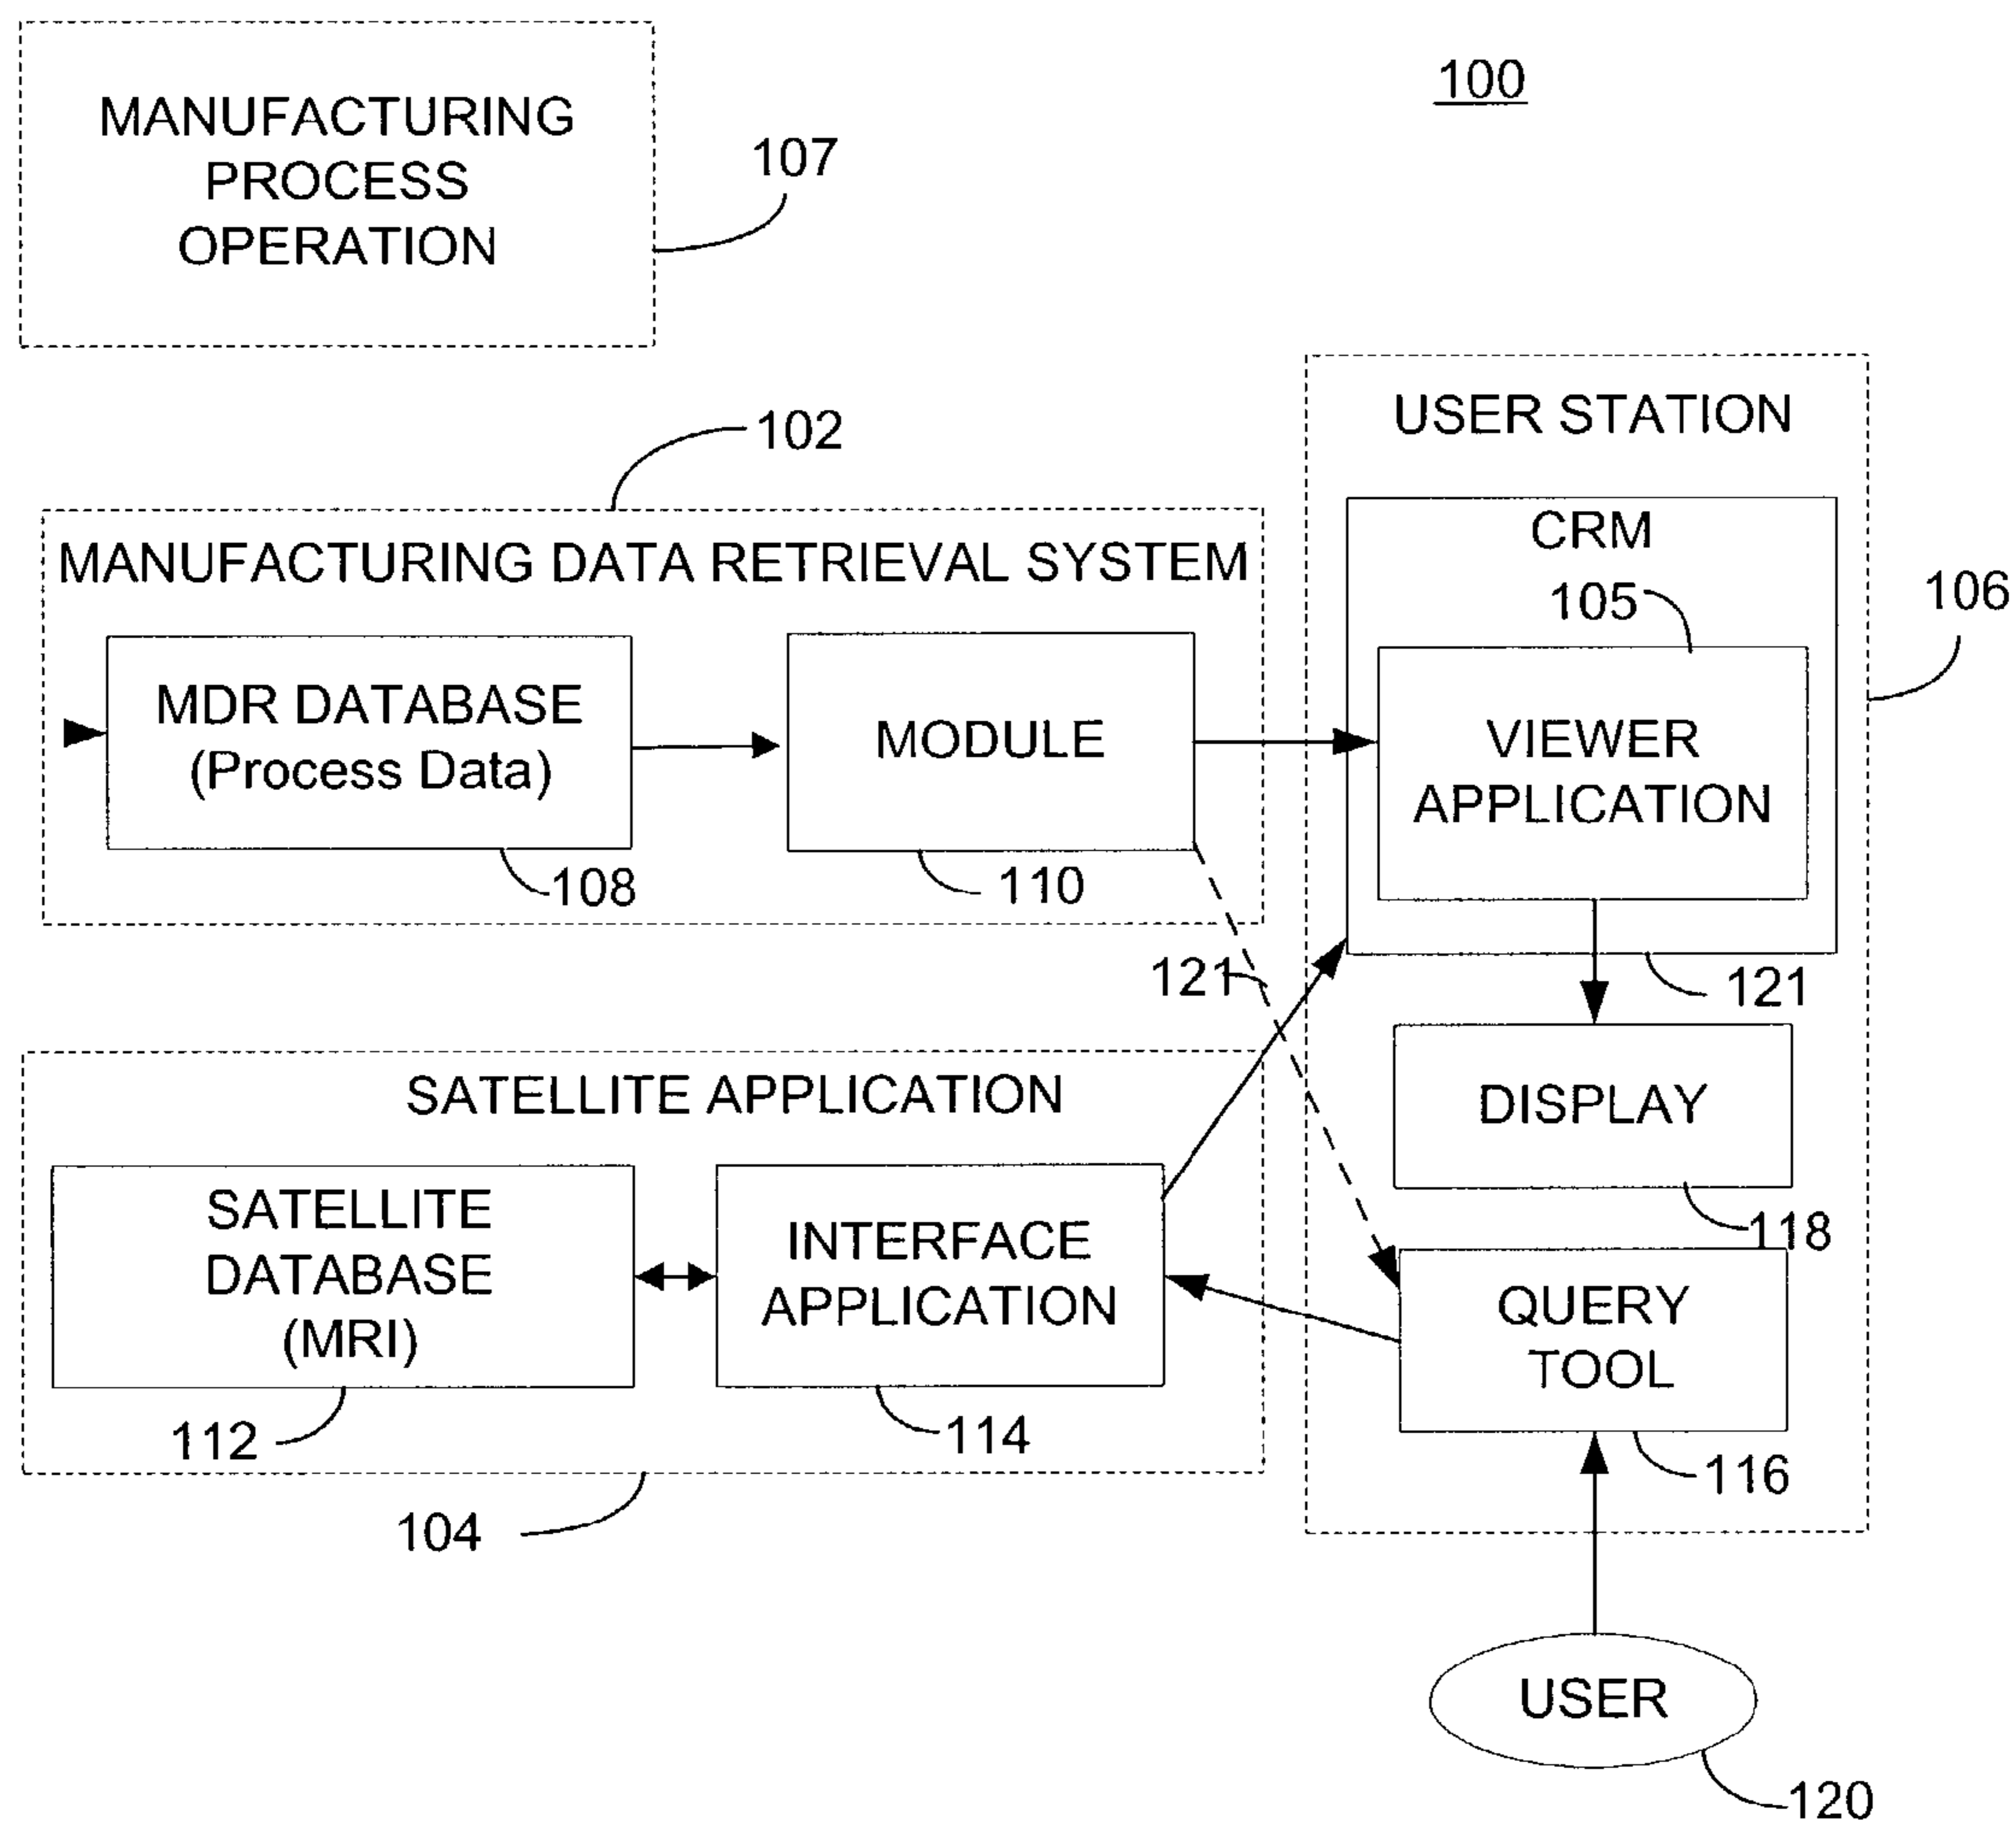 MANUFACTURING
PROCESS
OPERATION
107
100
102
MANUFACTURING DATA RETRIEVAL SYSTEM
MDR DATABASE
(Process Data)
108
MODULE
110
USER STATION
CRM
105
VIEWER
APPLICATION
106
121
121
DISPLAY
118
SATELLITE APPLICATION
SATELLITE
DATABASE
(MRI)
112
INTERFACE
APPLICATION
114
104
QUERY
TOOL
116
USER
120